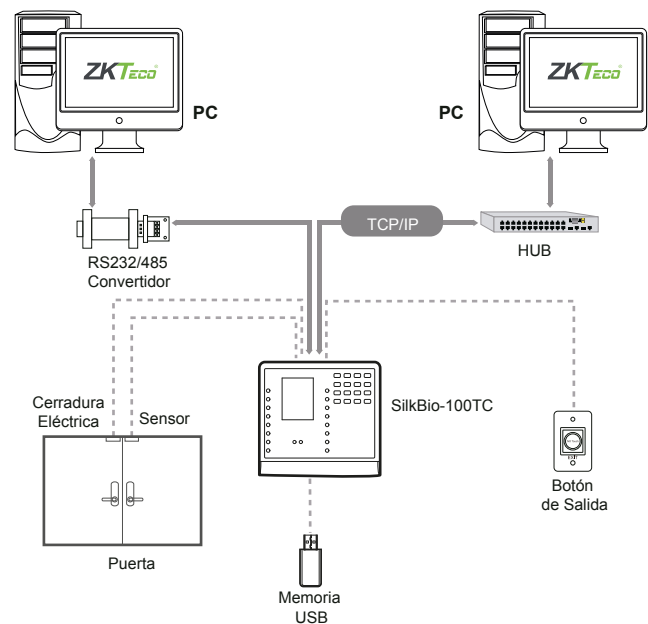 ZKTeco
PC
ZKTeco
PC
TCP/IP
RS232/485
Convertidor
HUB
Cerradura
Eléctrica
Sensor
SilkBio-100TC
Botón
de Salida
EXIT
Puerta
Memoria
USB